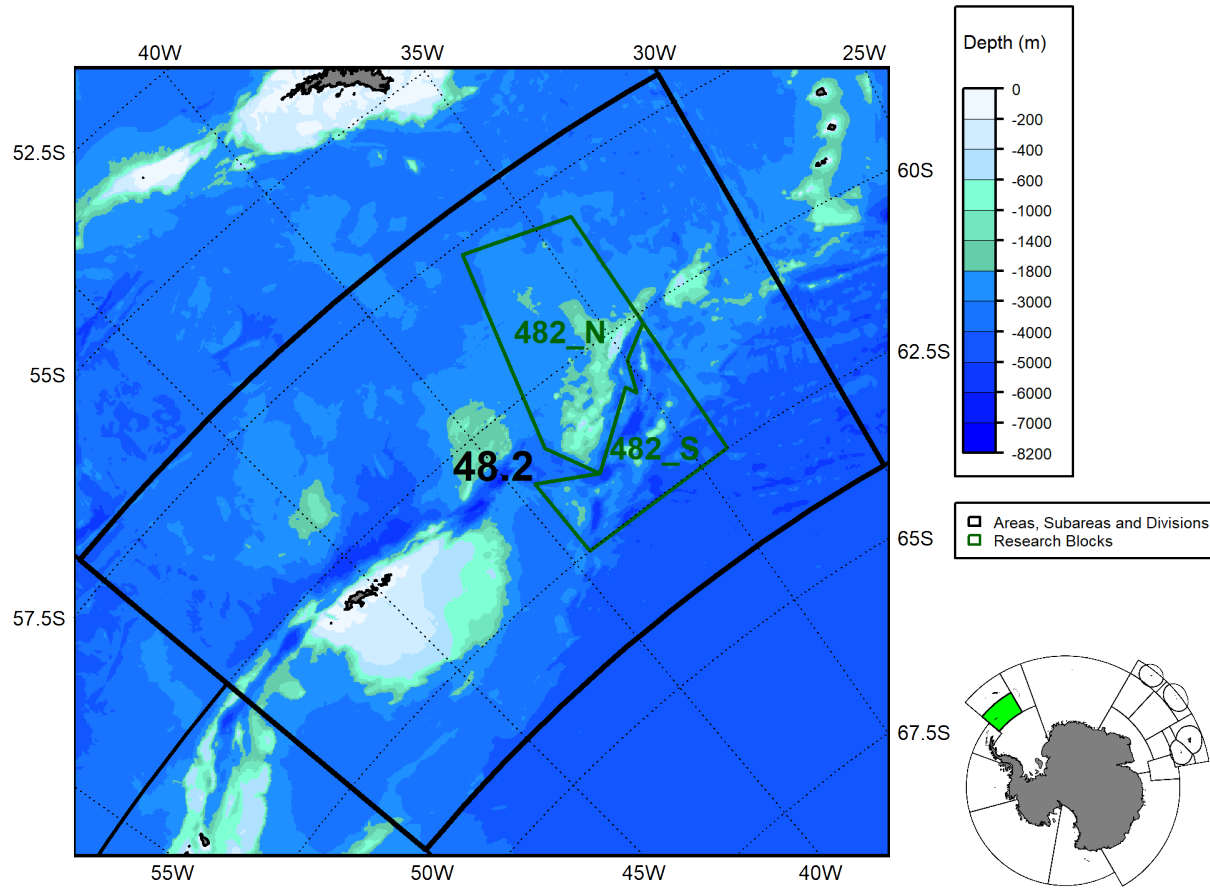 40W
35W
30W
25W
52.5S
55S
57.5S
60S
62.5S
65S
67.5S
55W
50W
45W
40W
482_N
482_S
48.2
Depth (m)
0
-200
-400
-600
-1000
-1400
-1800
-3000
-4000
-5000
-6000
-7000
-8200
Areas, Subareas and Divisions
Research Blocks